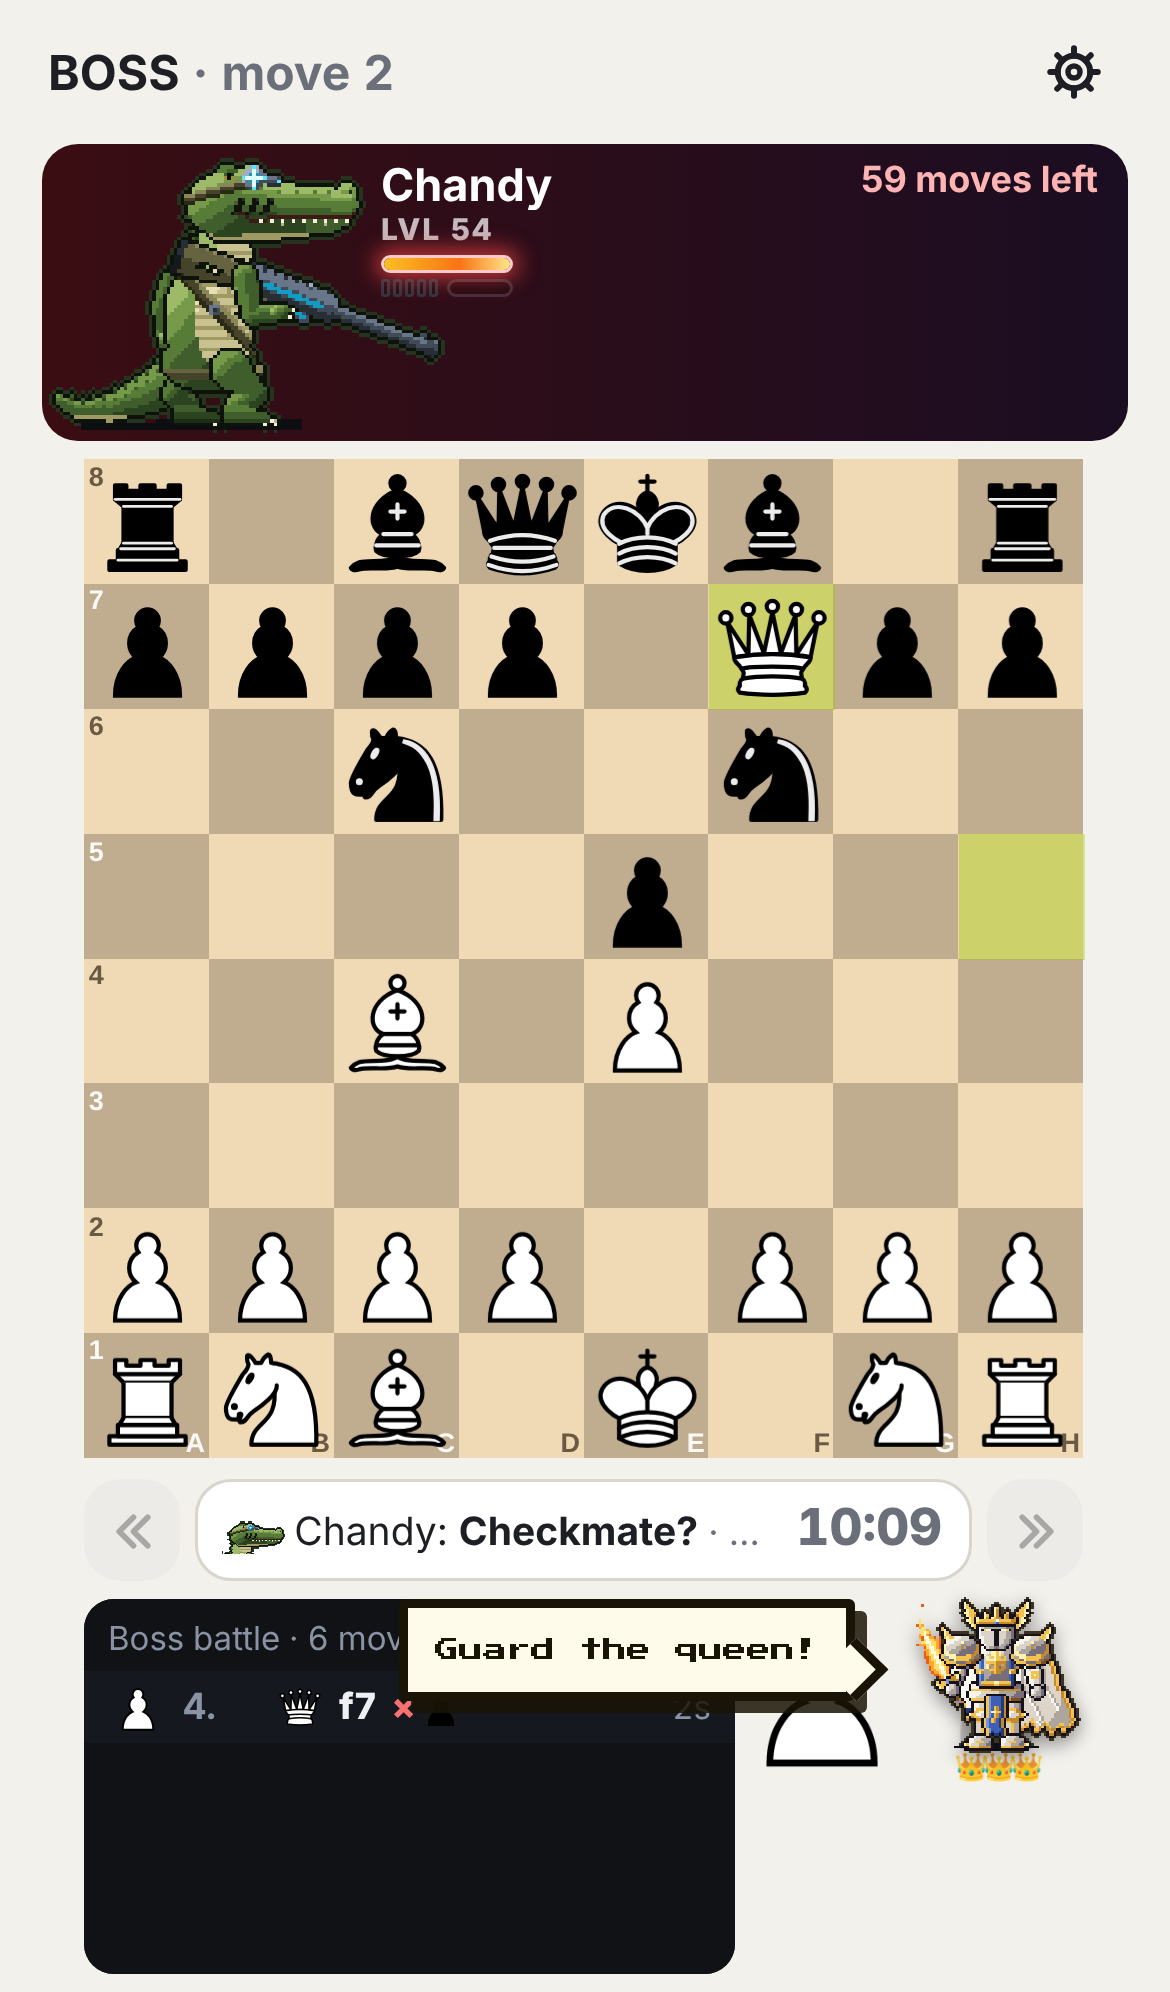 BOSS · move 2
Chandy
59 moves left
LVL 54
8
7
6
5
4
3
2
1
A B C D E F G H
Chandy: Checkmate? · ... 10:09
Boss battle · 6 mov
Guard the queen!
4. f7 × 2s